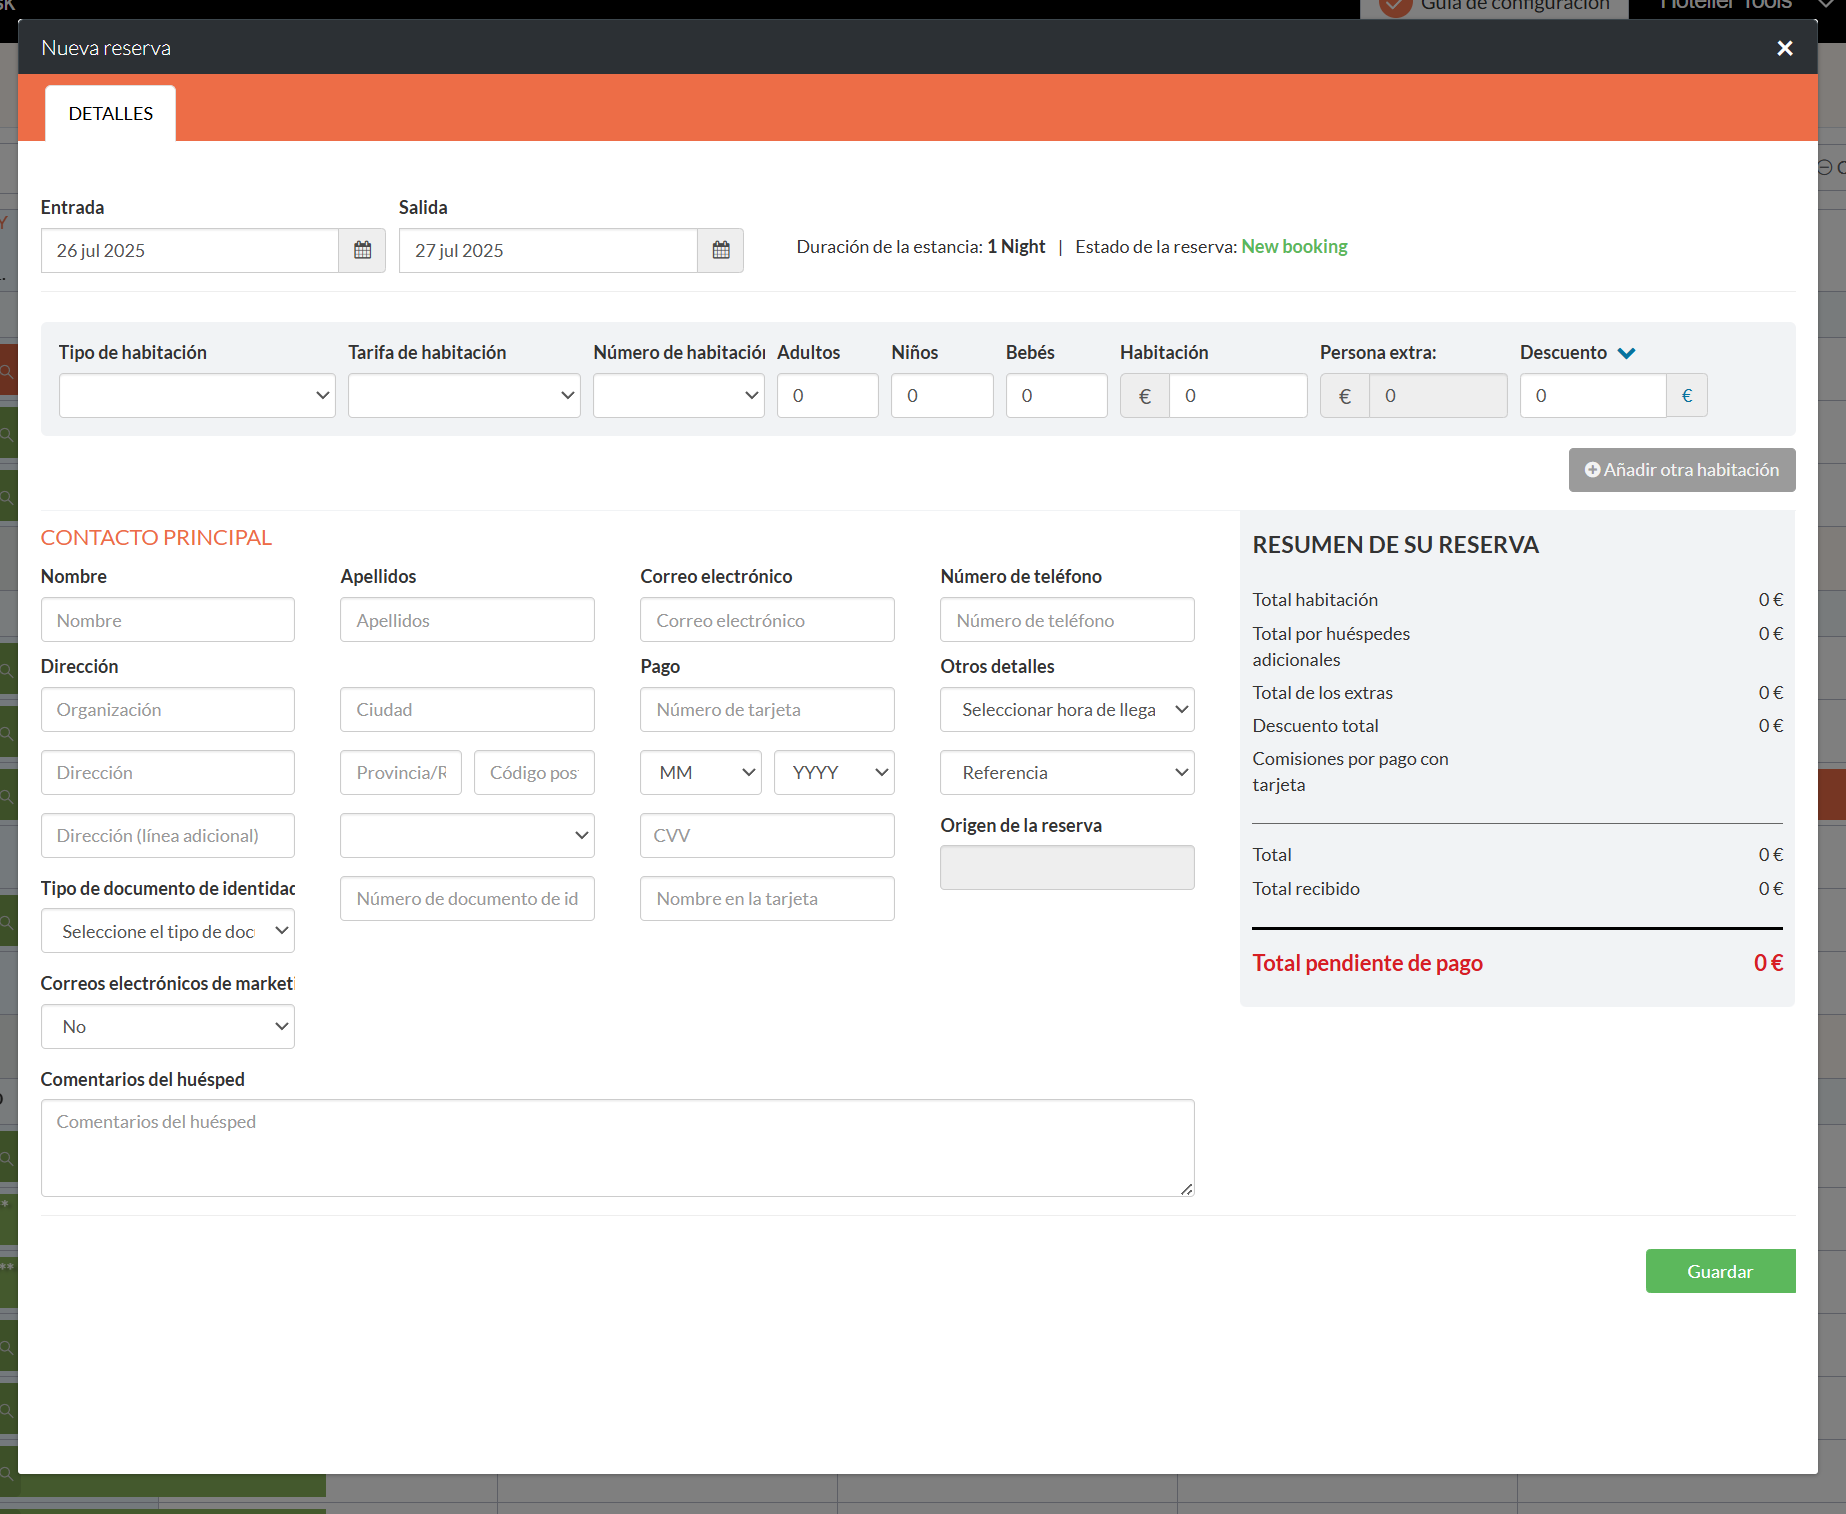 Guía de configuración
Hotelier Tools
Nueva reserva
DETALLES
Entrada
Salida
26 jul 2025
27 jul 2025
Duración de la estancia: 1 Night | Estado de la reserva: New booking
Tipo de habitación
Tarifa de habitación
Número de habitación
Adultos
Niños
Bebés
Habitación
Persona extra:
Descuento
0
0
0
€
0
€
0
0
€
Añadir otra habitación
CONTACTO PRINCIPAL
Nombre
Apellidos
Correo electrónico
Número de teléfono
Nombre
Apellidos
Correo electrónico
Número de teléfono
Dirección
Pago
Otros detalles
Organización
Ciudad
Número de tarjeta
Seleccionar hora de llega
Dirección
Provincia/R
Código pos
MM
YYYY
Referencia
Dirección (línea adicional)
CVV
Origen de la reserva
Tipo de documento de identidad
Número de documento de id
Nombre en la tarjeta
Seleccione el tipo de doc
Correos electrónicos de marketi
No
Comentarios del huésped
Comentarios del huésped
RESUMEN DE SU RESERVA
Total habitación 0 €
Total por huéspedes 0 €
adicionales
Total de los extras 0 €
Descuento total 0 €
Comisiones por pago con
tarjeta
Total 0 €
Total recibido 0 €
Total pendiente de pago 0 €
Guardar